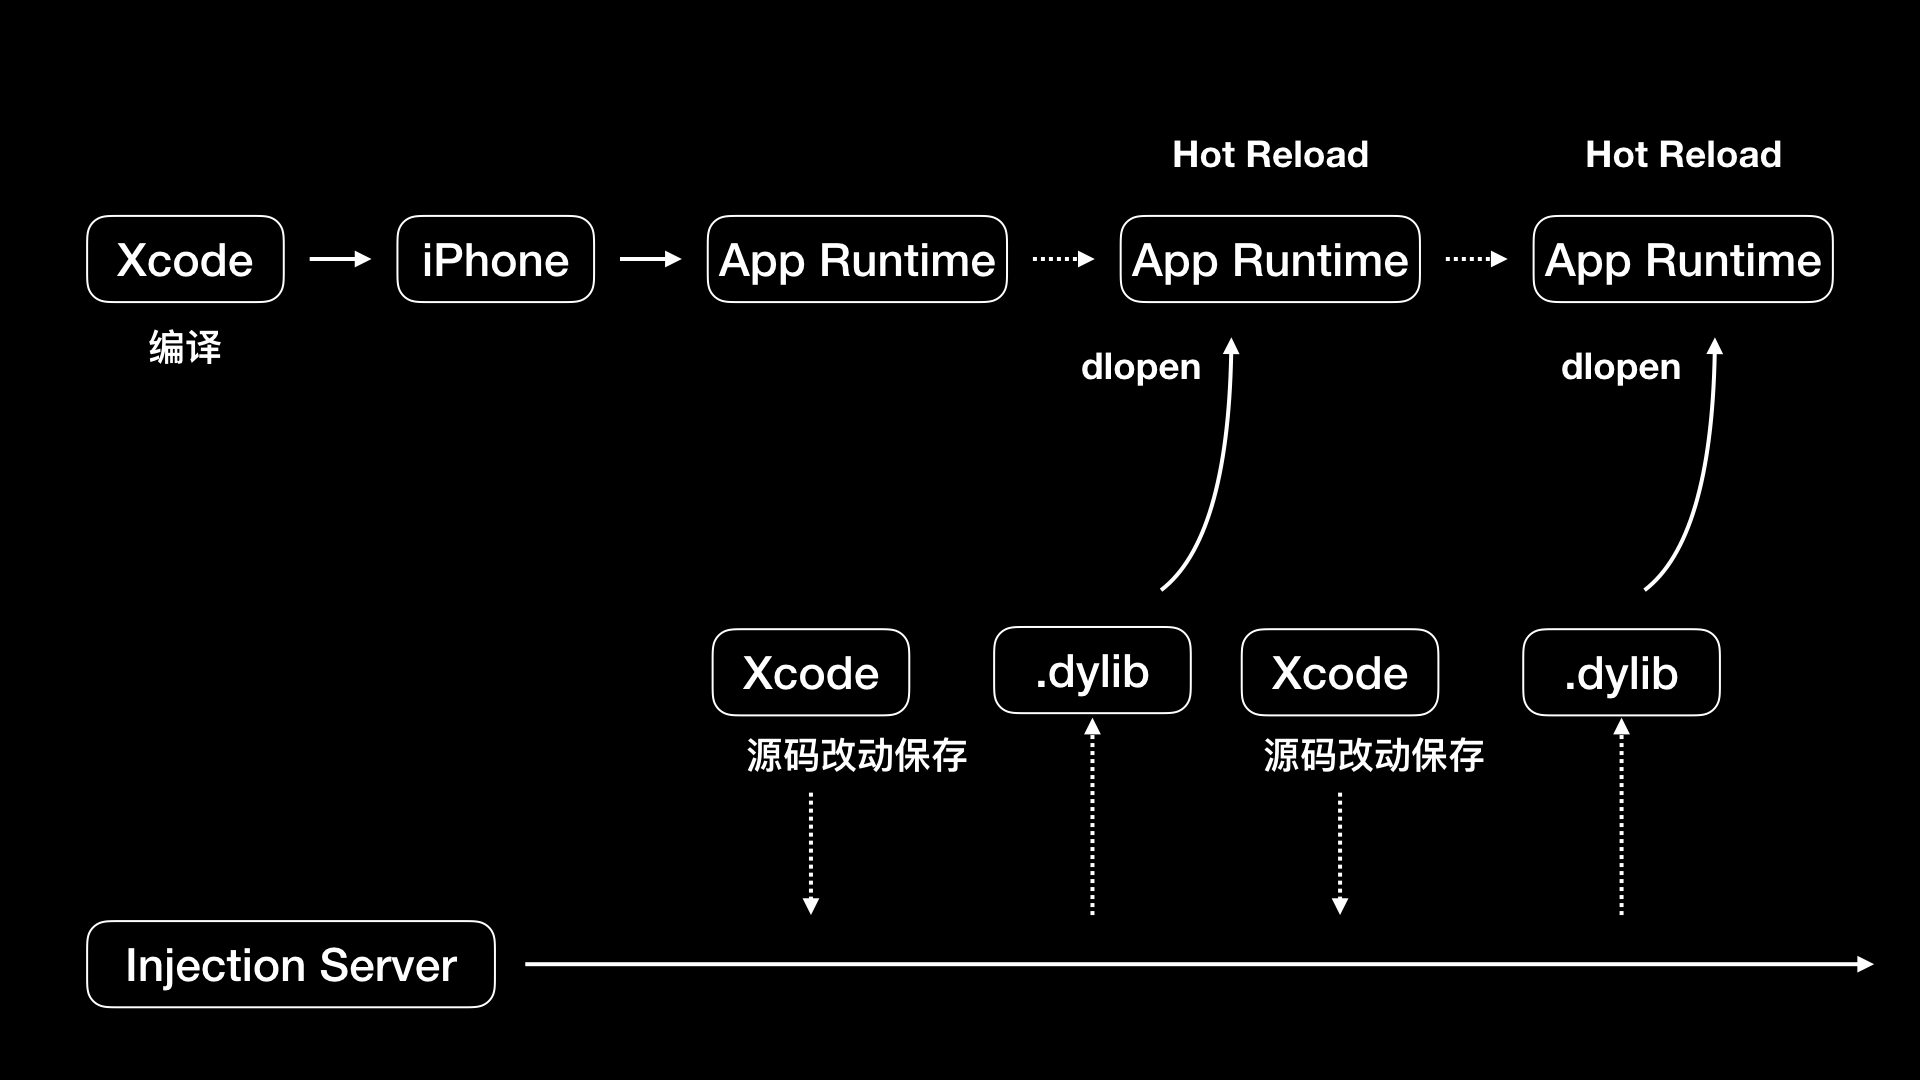 Hot Reload
Hot Reload
Xcode
iPhone
App Runtime
App Runtime
App Runtime
编译
dlopen
dlopen
Xcode
.dylib
Xcode
.dylib
源码改动保存
源码改动保存
Injection Server